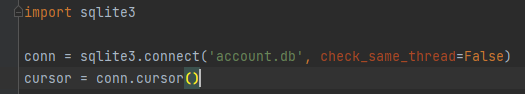 import sqlite3
conn = sqlite3.connect('account.db', check_same_thread=False)
cursor = conn.cursor()